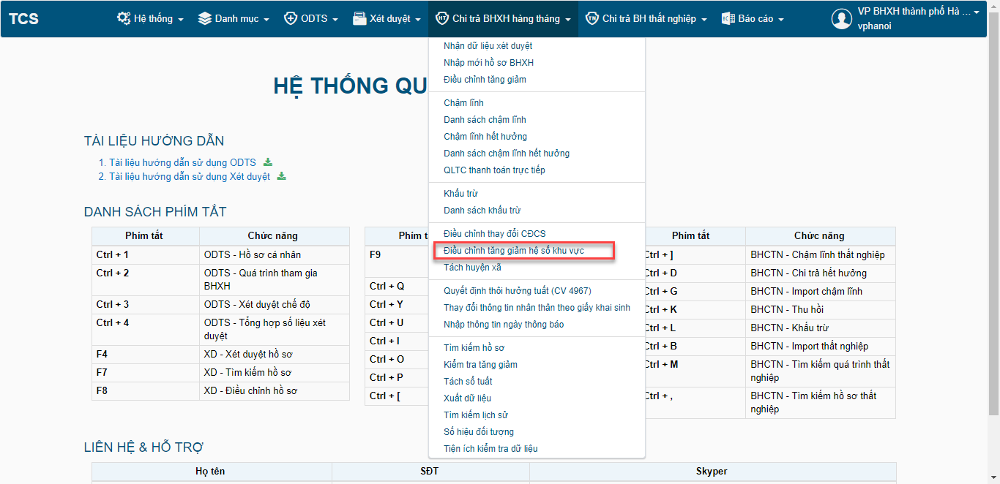 TCS
Hệ thống
Danh mục
ODTS
Xét duyệt
Chi trả BHXH hàng tháng
Chi trả BH thất nghiệp
Báo cáo
VP BHXH thành phố Hà ...
vphanoi
Nhận dữ liệu xét duyệt
Nhập mới hồ sơ BHXH
Điều chỉnh tăng giảm
Chậm lĩnh
Danh sách chậm lĩnh
Chậm lĩnh hết hưởng
Danh sách chậm lĩnh hết hưởng
QLTC thanh toán trực tiếp
Khấu trừ
Danh sách khấu trừ
Điều chỉnh thay đổi CĐCS
Điều chỉnh tăng giảm hệ số khu vực
Tách huyện xã
Quyết định thôi hưởng tuất (CV 4967)
Thay đổi thông tin nhân thân theo giấy khai sinh
Nhập thông tin ngày thông báo
Tìm kiếm hồ sơ
Kiểm tra tăng giảm
Tách sổ tuất
Xuất dữ liệu
Tìm kiếm lịch sử
Số hiệu đối tượng
Tiện ích kiểm tra dữ liệu
HỆ THỐNG QU
TÀI LIỆU HƯỚNG DẪN
1. Tài liệu hướng dẫn sử dụng ODTS
2. Tài liệu hướng dẫn sử dụng Xét duyệt
DANH SÁCH PHÍM TẮT
Phím tắt Chức năng
Ctrl + 1 ODTS - Hồ sơ cá nhân
Ctrl + 2 ODTS - Quá trình tham gia
BHXH
Ctrl + 3 ODTS - Xét duyệt chế độ
Ctrl + 4 ODTS - Tổng hợp số liệu xét
duyệt
F4 XD - Xét duyệt hồ sơ
F7 XD - Tìm kiếm hồ sơ
F8 XD - Điều chỉnh hồ sơ
Phím t
F9
Ctrl + Q
Ctrl + Y
Ctrl + U
Ctrl + I
Ctrl + O
Ctrl + P
Ctrl + [
Phím tắt Chức năng
Ctrl + ] BHCTN - Chậm lĩnh thất nghiệp
Ctrl + D BHCTN - Chi trả hết hưởng
Ctrl + G BHCTN - Import chậm lĩnh
Ctrl + K BHCTN - Thu hồi
Ctrl + L BHCTN - Khấu trừ
Ctrl + B BHCTN - Import thất nghiệp
Ctrl + M BHCTN - Tìm kiếm quá trình thất
nghiệp
Ctrl + , BHCTN - Tìm kiếm hồ sơ thất
nghiệp
LIÊN HỆ & HỖ TRỢ
Họ tên SĐT Skyper